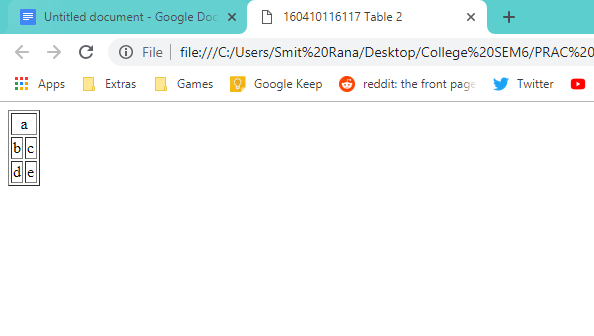 Untitled document - Google Doc 160410116117 Table 2
File file:///C:/Users/Smit%20Rana/Desktop/College%20SEM6/PRAC%20
Apps Extras Games Google Keep reddit: the front page Twitter
a
b c
d e